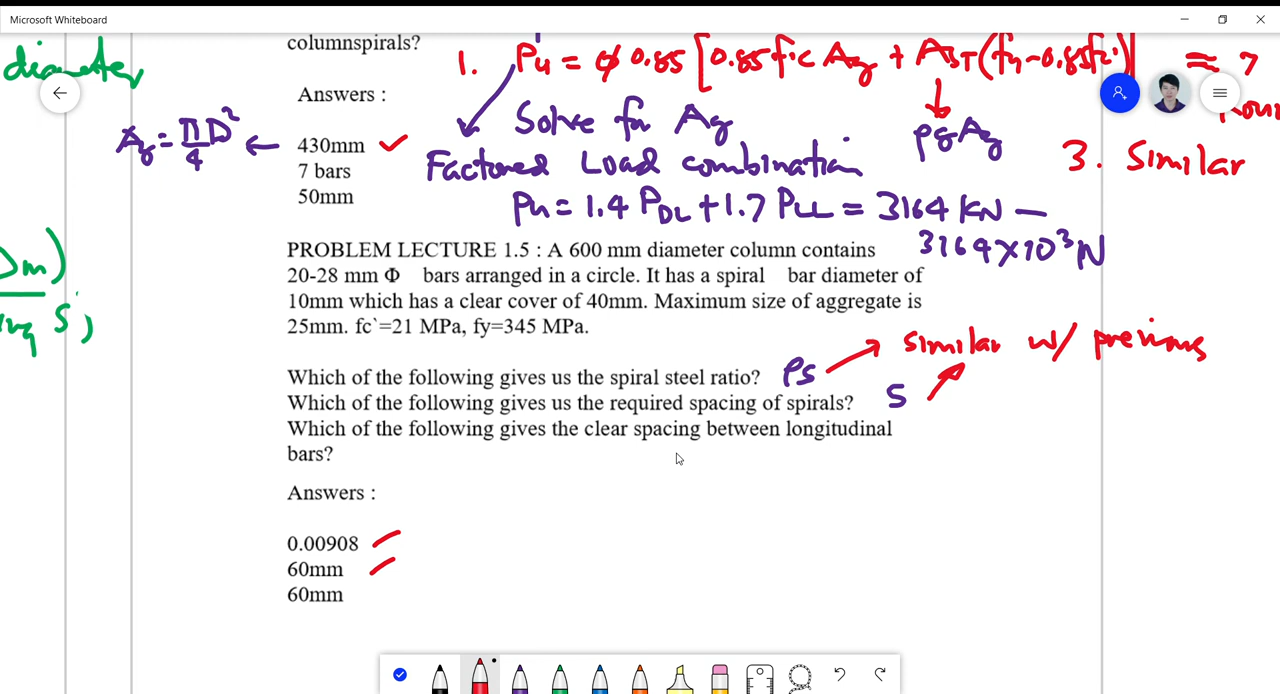 Microsoft Whiteboard
columnspirals?
diameter
1. Pu = φ 0.85 [0.85 f'c Ag + AST (fy - 0.85fc')] ≈ 7
Answers :
Solve for Ag
ρg Ag
Ag = πD²/4 ←
430mm ✓
Factored Load combination
3. Similar
7 bars
50mm
Pu = 1.4 PDL + 1.7 PLL = 3164 KN —
3164 x 10³ N
PROBLEM LECTURE 1.5 : A 600 mm diameter column contains
20-28 mm Φ bars arranged in a circle. It has a spiral bar diameter of
10mm which has a clear cover of 40mm. Maximum size of aggregate is
25mm. fc`=21 MPa, fy=345 MPa.
similar w/ previous
Which of the following gives us the spiral steel ratio? ρs
Which of the following gives us the required spacing of spirals? S
Which of the following gives the clear spacing between longitudinal
bars?
Answers :
0.00908
60mm
60mm